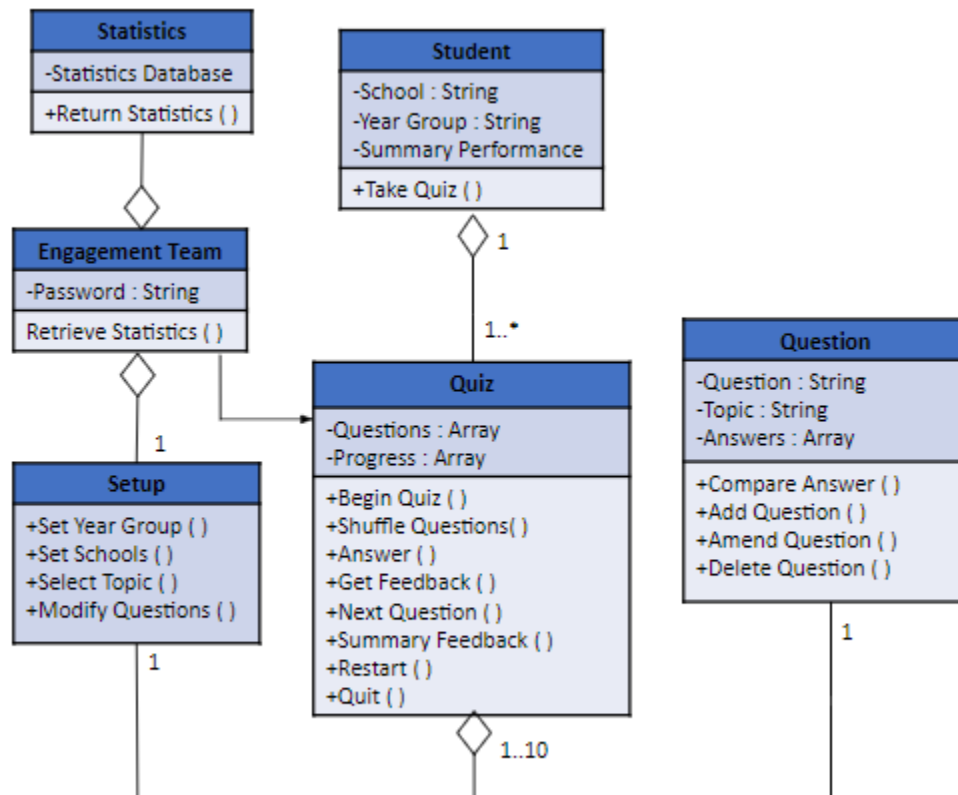 Statistics
-Statistics Database
+Return Statistics ( )
Student
-School : String
-Year Group : String
-Summary Performance
+Take Quiz ( )
1
1..*
Engagement Team
-Password : String
Retrieve Statistics ( )
1
Setup
+Set Year Group ( )
+Set Schools ( )
+Select Topic ( )
+Modify Questions ( )
1
Quiz
-Questions : Array
-Progress : Array
+Begin Quiz ( )
+Shuffle Questions( )
+Answer ( )
+Get Feedback ( )
+Next Question ( )
+Summary Feedback ( )
+Restart ( )
+Quit ( )
1..10
Question
-Question : String
-Topic : String
-Answers : Array
+Compare Answer ( )
+Add Question ( )
+Amend Question ( )
+Delete Question ( )
1